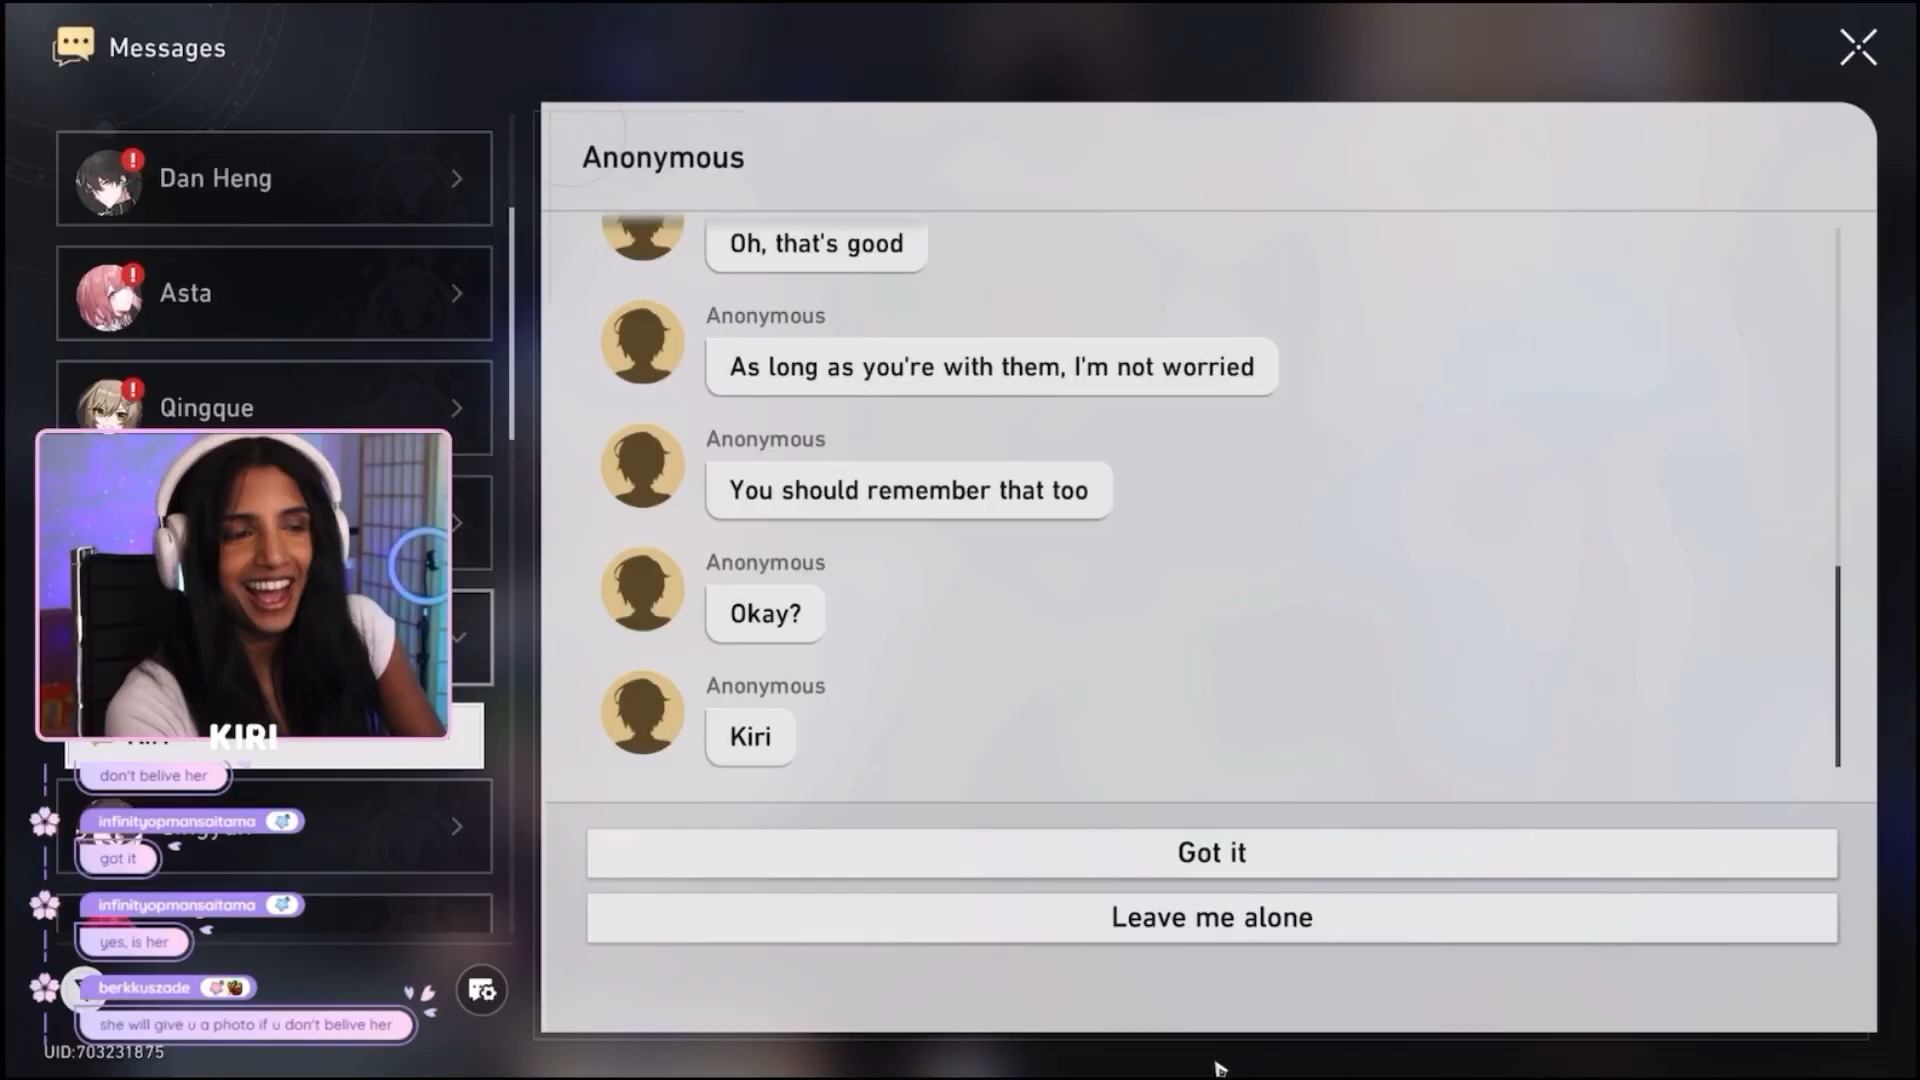 Messages
Dan Heng
Asta
Qingque
KIRI
don't belive her
infinityopmansaitama
got it
infinityopmansaitama
yes, is her
berkkuszade
she will give u a photo if u don't belive her
UID:703231875
Anonymous
Oh, that's good
Anonymous
As long as you're with them, I'm not worried
Anonymous
You should remember that too
Anonymous
Okay?
Anonymous
Kiri
Got it
Leave me alone